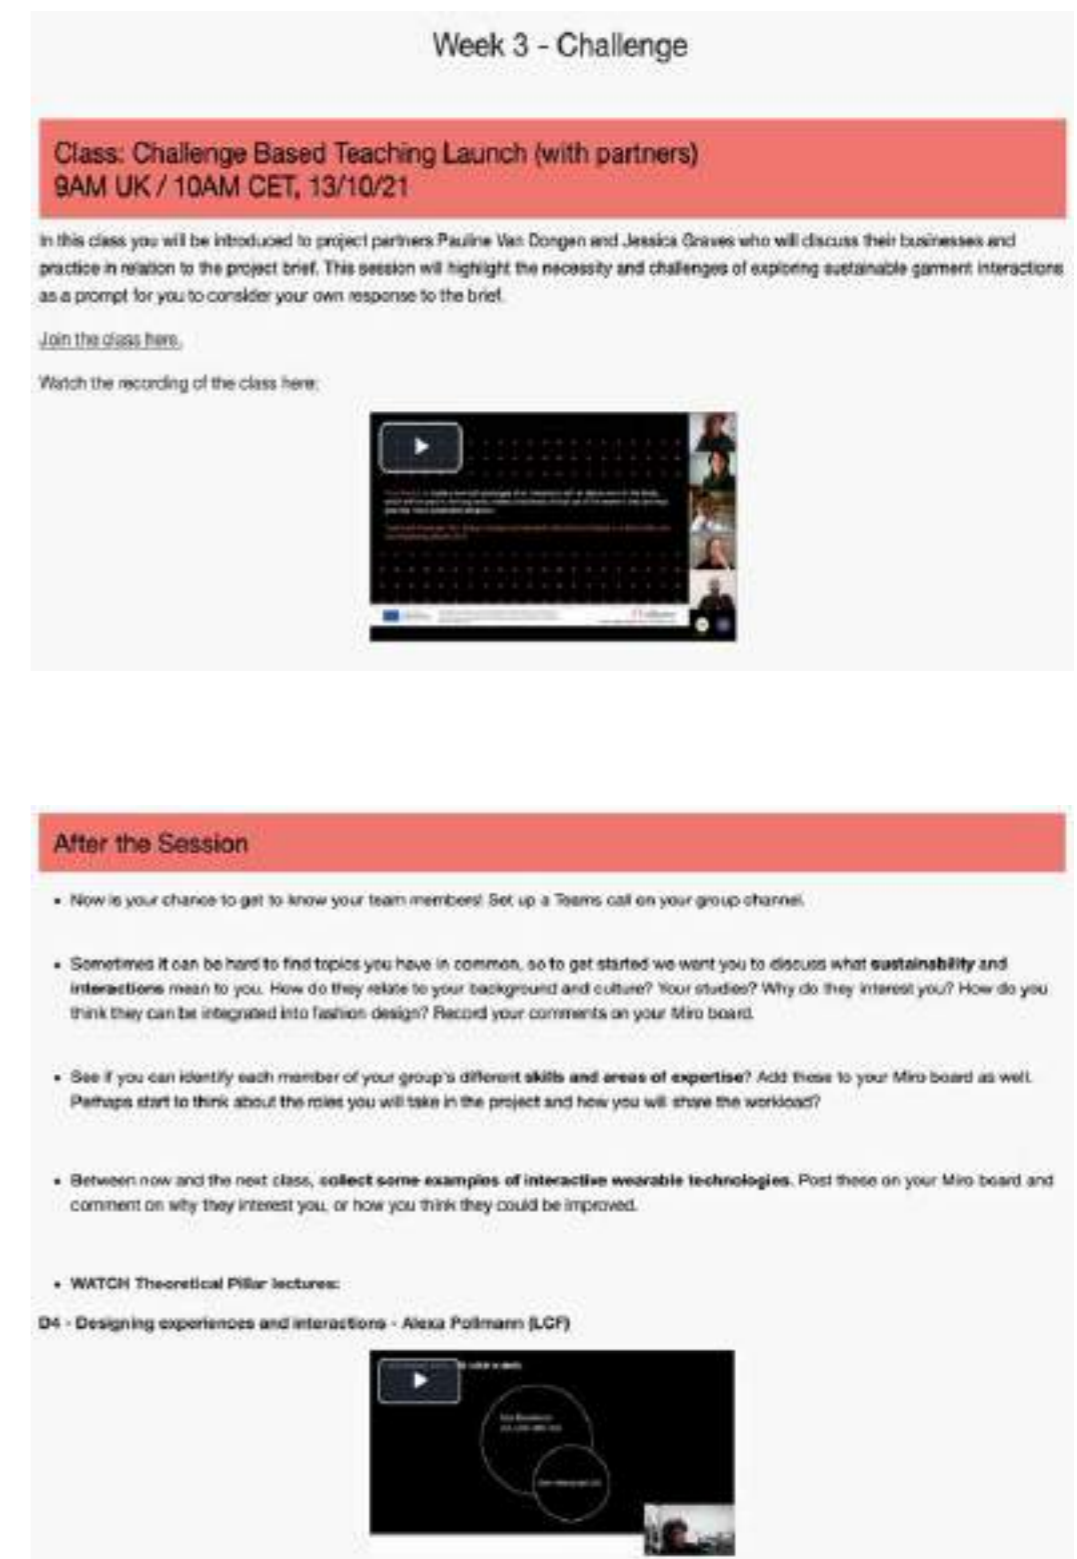 Week 3 - Challenge
Class: Challenge Based Teaching Launch (with partners)
9AM UK / 10AM CET, 13/10/21
In this class you will be introduced to project partners Pauline Van Dongen and Jessica Graves who will discuss their businesses and
practice in relation to the project brief. This session will highlight the necessity and challenges of exploring sustainable garment interactions
as a prompt for you to consider your own response to the brief.
Join the class here.
Watch the recording of the class here:
After the Session
• Now is your chance to get to know your team members! Set up a Teams call on your group channel.
• Sometimes it can be hard to find topics you have in common, so to get started we want you to discuss what sustainability and
interactions mean to you. How do they relate to your background and culture? Your studies? Why do they interest you? How do you
think they can be integrated into fashion design? Record your comments on your Miro board.
• See if you can identify each member of your group's different skills and areas of expertise? Add these to your Miro board as well.
Perhaps start to think about the roles you will take in the project and how you will share the workload?
• Between now and the next class, collect some examples of interactive wearable technologies. Post these on your Miro board and
comment on why they interest you, or how you think they could be improved.
• WATCH Theoretical Pillar lectures:
D4 - Designing experiences and interactions - Alexa Pollmann (LCF)